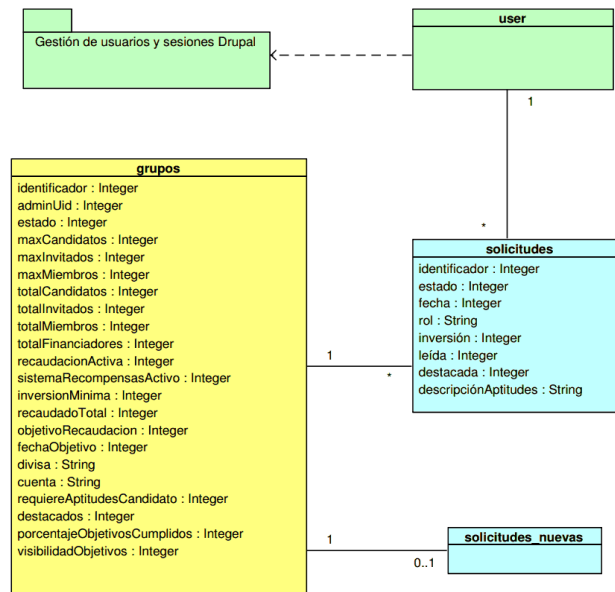 Gestión de usuarios y sesiones Drupal
user
1
*
grupos
identificador : Integer
adminUid : Integer
estado : Integer
maxCandidatos : Integer
maxInvitados : Integer
maxMiembros : Integer
totalCandidatos : Integer
totalInvitados : Integer
totalMiembros : Integer
totalFinanciadores : Integer
recaudacionActiva : Integer
sistemaRecompensasActivo : Integer
inversionMinima : Integer
recaudadoTotal : Integer
objetivoRecaudacion : Integer
fechaObjetivo : Integer
divisa : String
cuenta : String
requiereAptitudesCandidato : Integer
destacados : Integer
porcentajeObjetivosCumplidos : Integer
visibilidadObjetivos : Integer
solicitudes
identificador : Integer
estado : Integer
fecha : Integer
rol : String
inversión : Integer
leída : Integer
destacada : Integer
descripciónAptitudes : String
1
*
1
0..1
solicitudes_nuevas